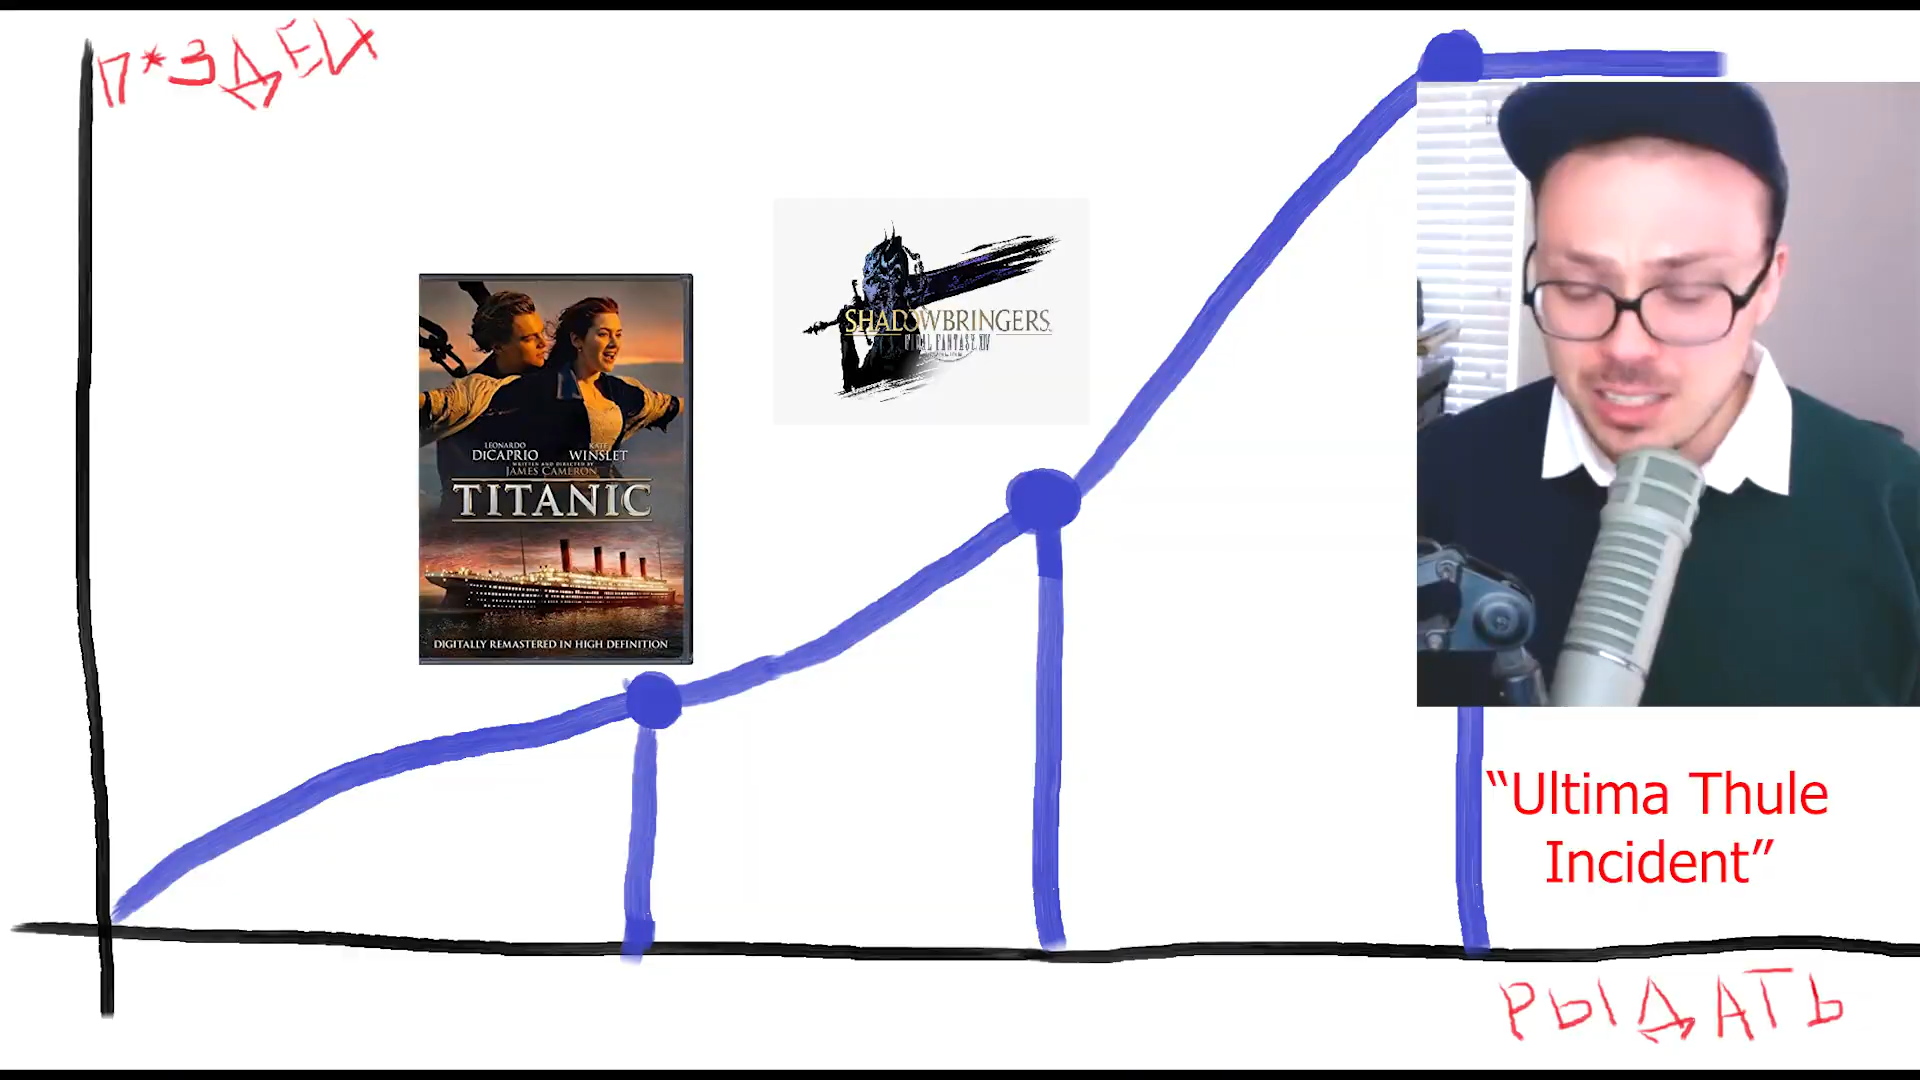 П*ЗДЕЦ
SHADOWBRINGERS
FINAL FANTASY XIV
LEONARDO
DICAPRIO
KATE
WINSLET
WRITTEN AND DIRECTED BY
JAMES CAMERON
TITANIC
DIGITALLY REMASTERED IN HIGH DEFINITION
“Ultima Thule
Incident”
РЫДАТЬ